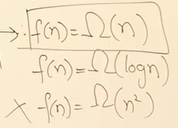 → f(n)=Ω(n)
f(n)=Ω(logn)
× f(n)=Ω(n²)